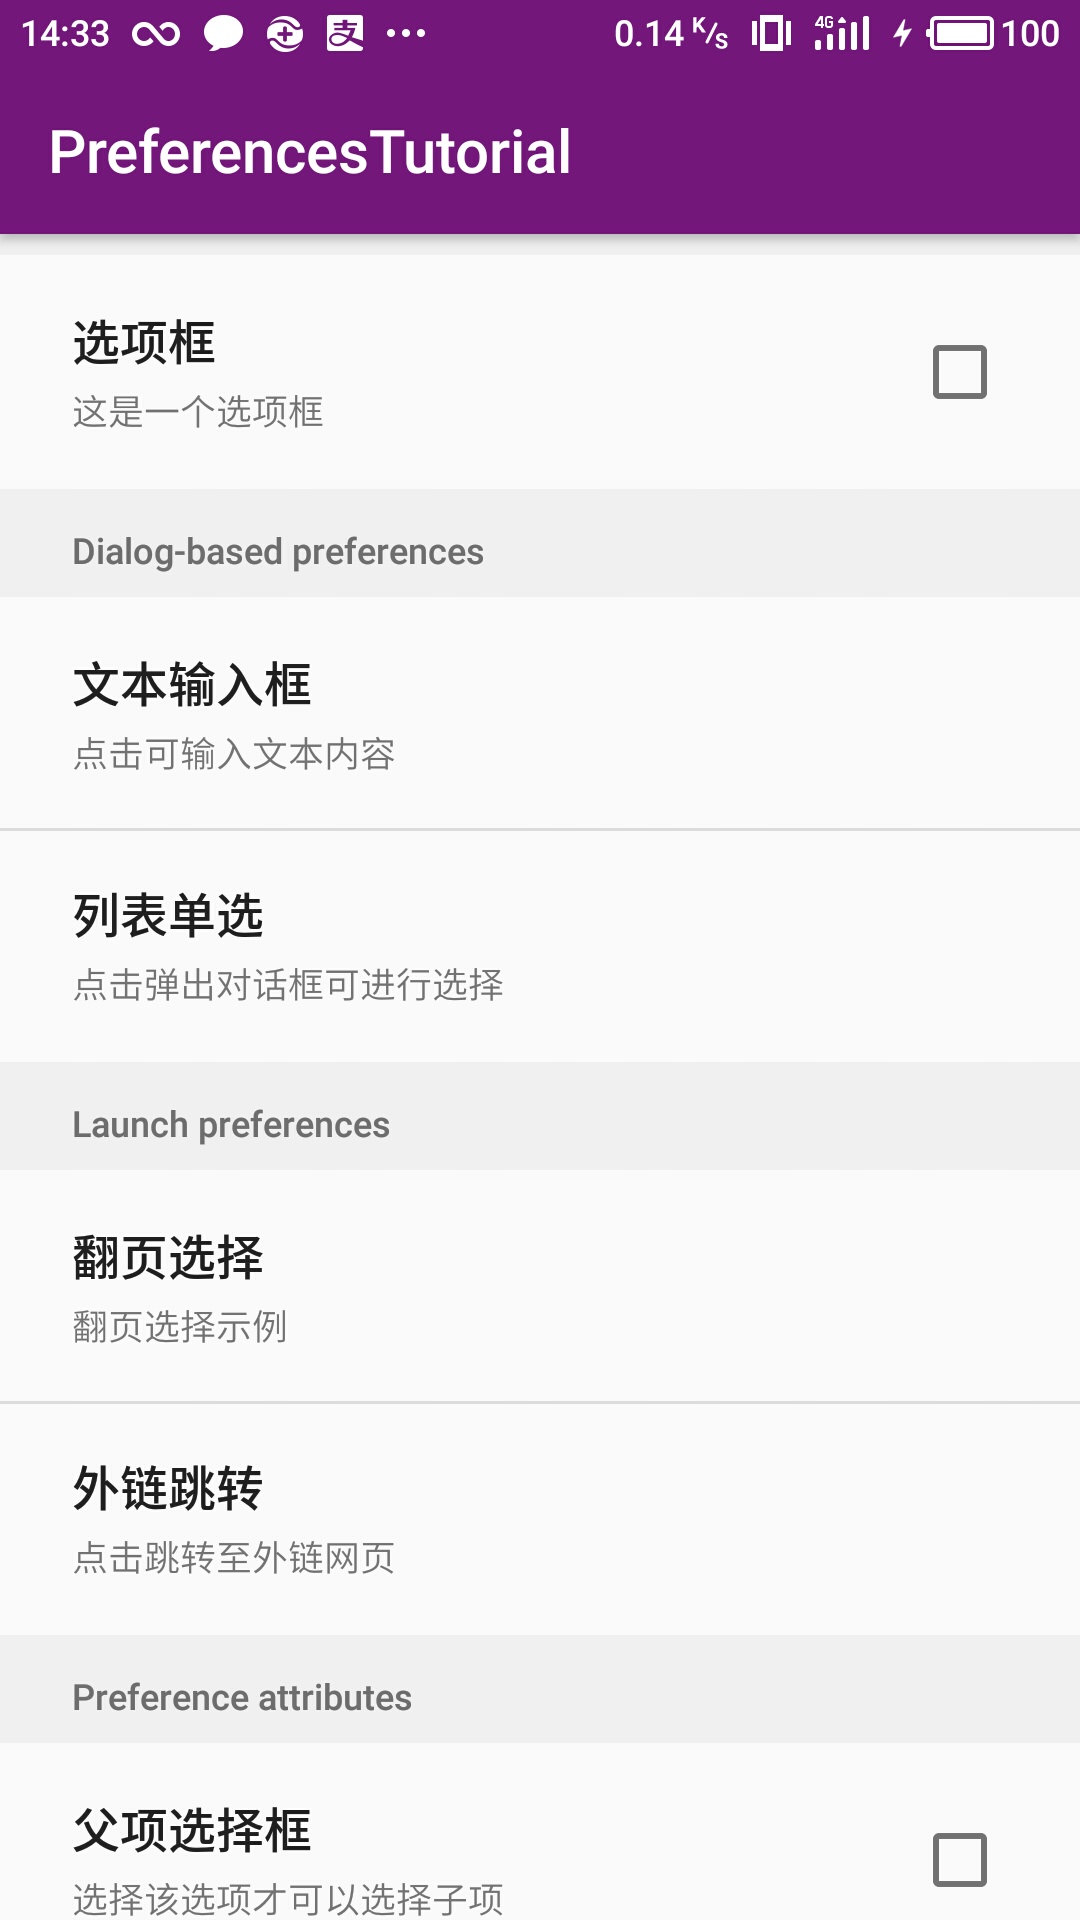 14:33 支 0.14 K/s 4G 100
PreferencesTutorial
选项框
这是一个选项框
Dialog-based preferences
文本输入框
点击可输入文本内容
列表单选
点击弹出对话框可进行选择
Launch preferences
翻页选择
翻页选择示例
外链跳转
点击跳转至外链网页
Preference attributes
父项选择框
选择该选项才可以选择子项